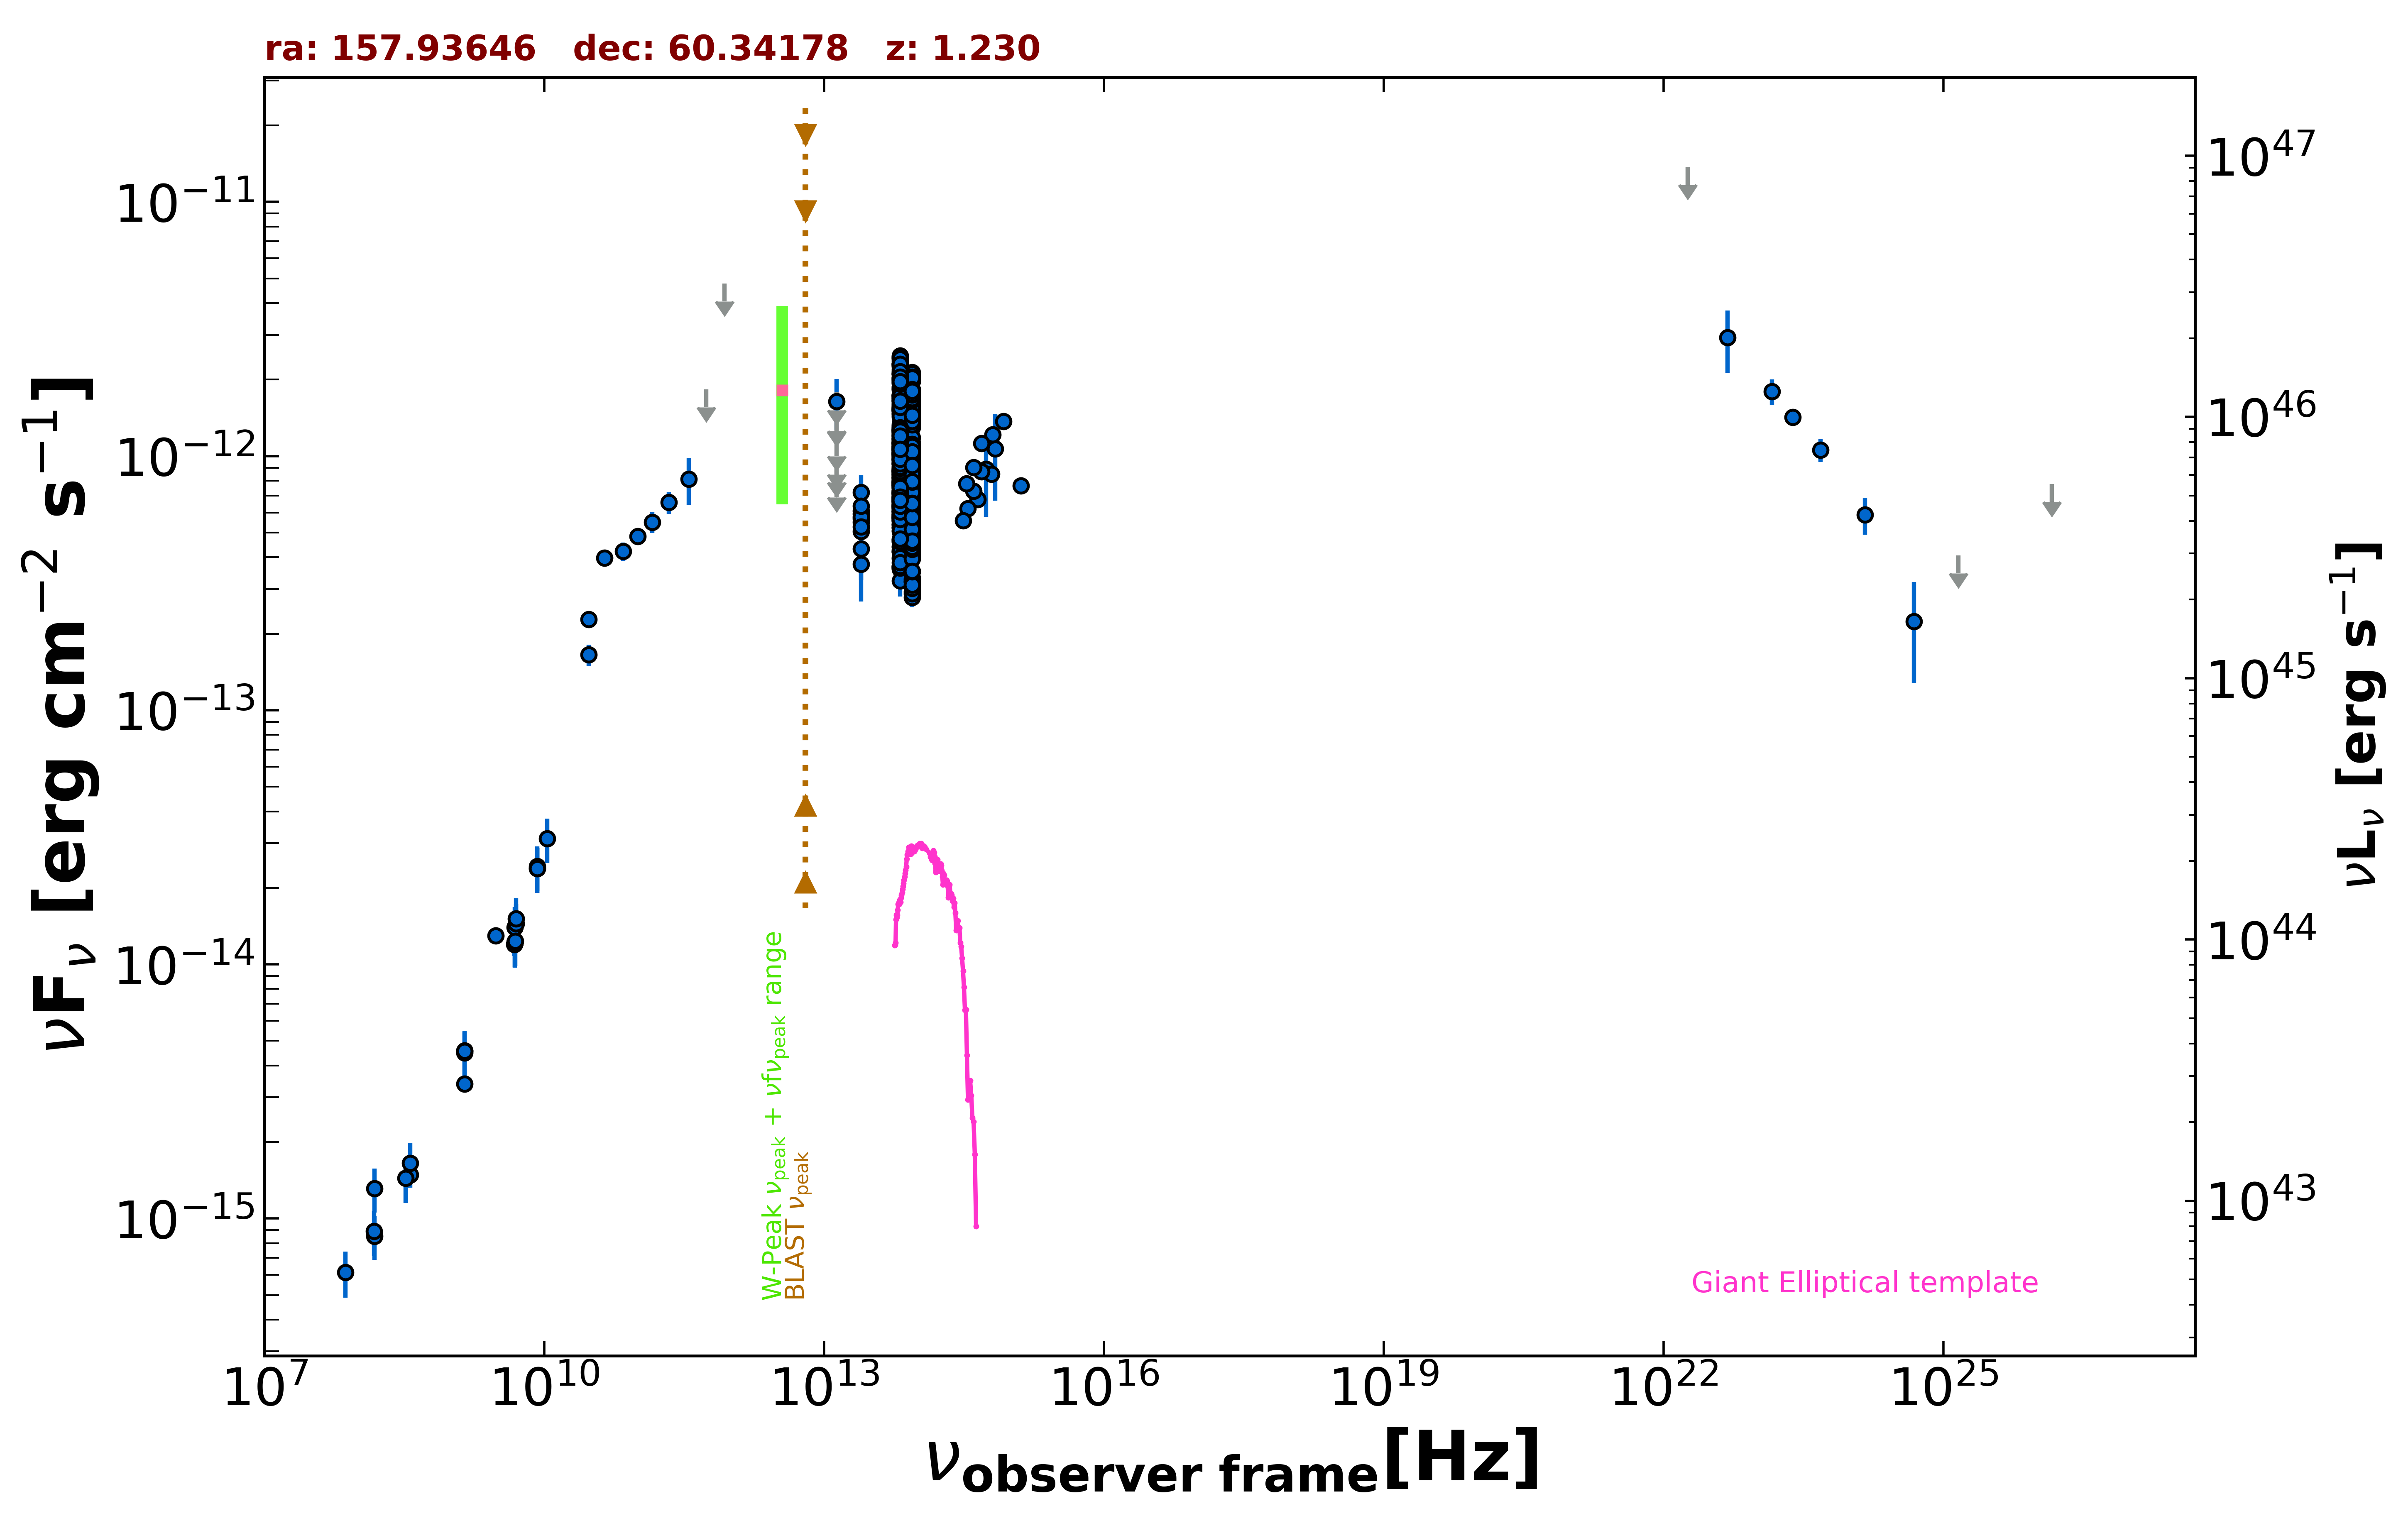 ra: 157.93646   dec: 60.34178   z: 1.230
νFν [erg cm−2 s−1]
10−11
10−12
10−13
10−14
10−15
1047
1046
1045
1044
1043
νLν [erg s−1]
W-Peak νpeak + νfνpeak range
BLAST νpeak
Giant Elliptical template
107
1010
1013
1016
1019
1022
1025
νobserver frame[Hz]